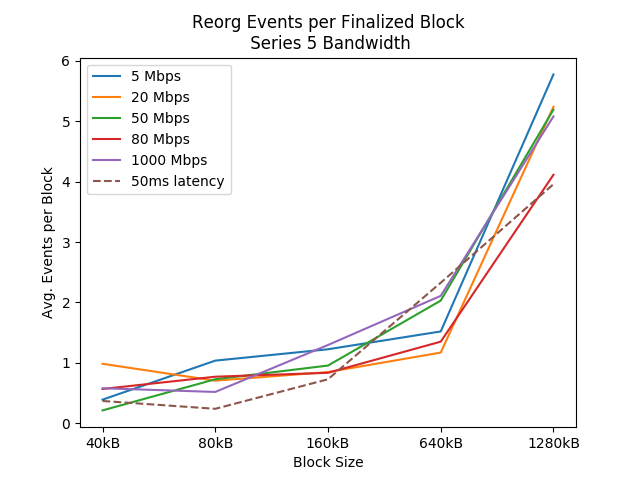 Reorg Events per Finalized Block
Series 5 Bandwidth
5 Mbps
20 Mbps
50 Mbps
80 Mbps
1000 Mbps
50ms latency
Avg. Events per Block
6
5
4
3
2
1
0
40kB 80kB 160kB 640kB 1280kB
Block Size